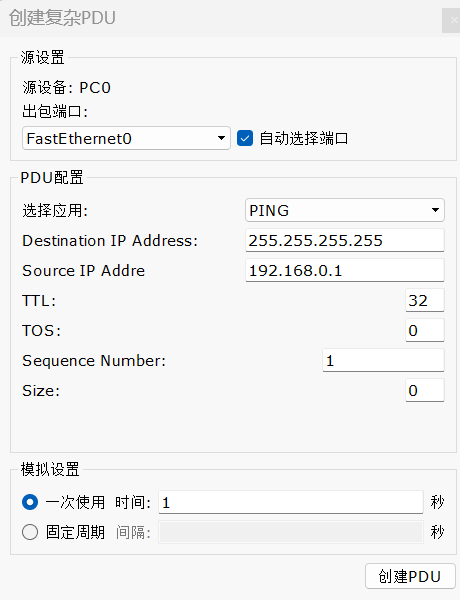 创建复杂PDU
源设置
源设备: PC0
出包端口:
FastEthernet0 自动选择端口
PDU配置
选择应用: PING
Destination IP Address: 255.255.255.255
Source IP Addre 192.168.0.1
TTL: 32
TOS: 0
Sequence Number: 1
Size: 0
模拟设置
一次使用 时间: 1 秒
固定周期 间隔: 秒
创建PDU